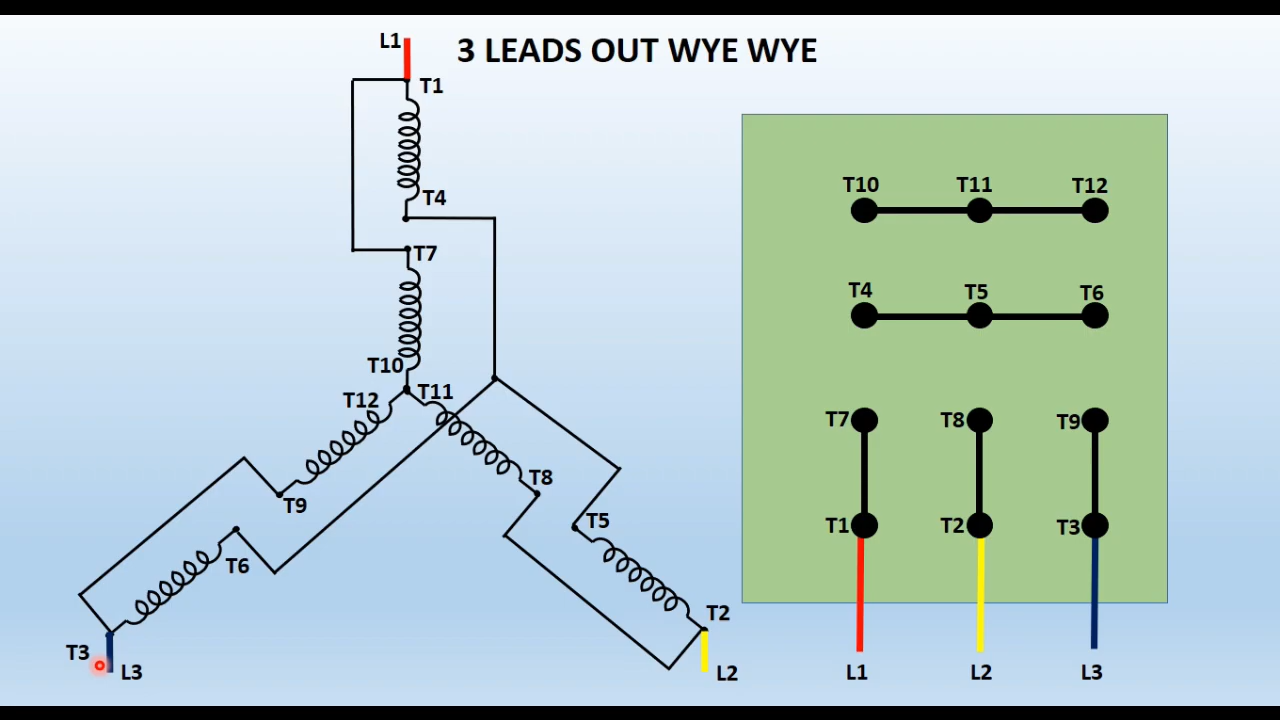 3 LEADS OUT WYE WYE
L1
T1
T4
T7
T10
T11
T12
T8
T9
T5
T6
T2
T3
L3
L2
T10 T11 T12
T4 T5 T6
T7 T8 T9
T1 T2 T3
L1 L2 L3